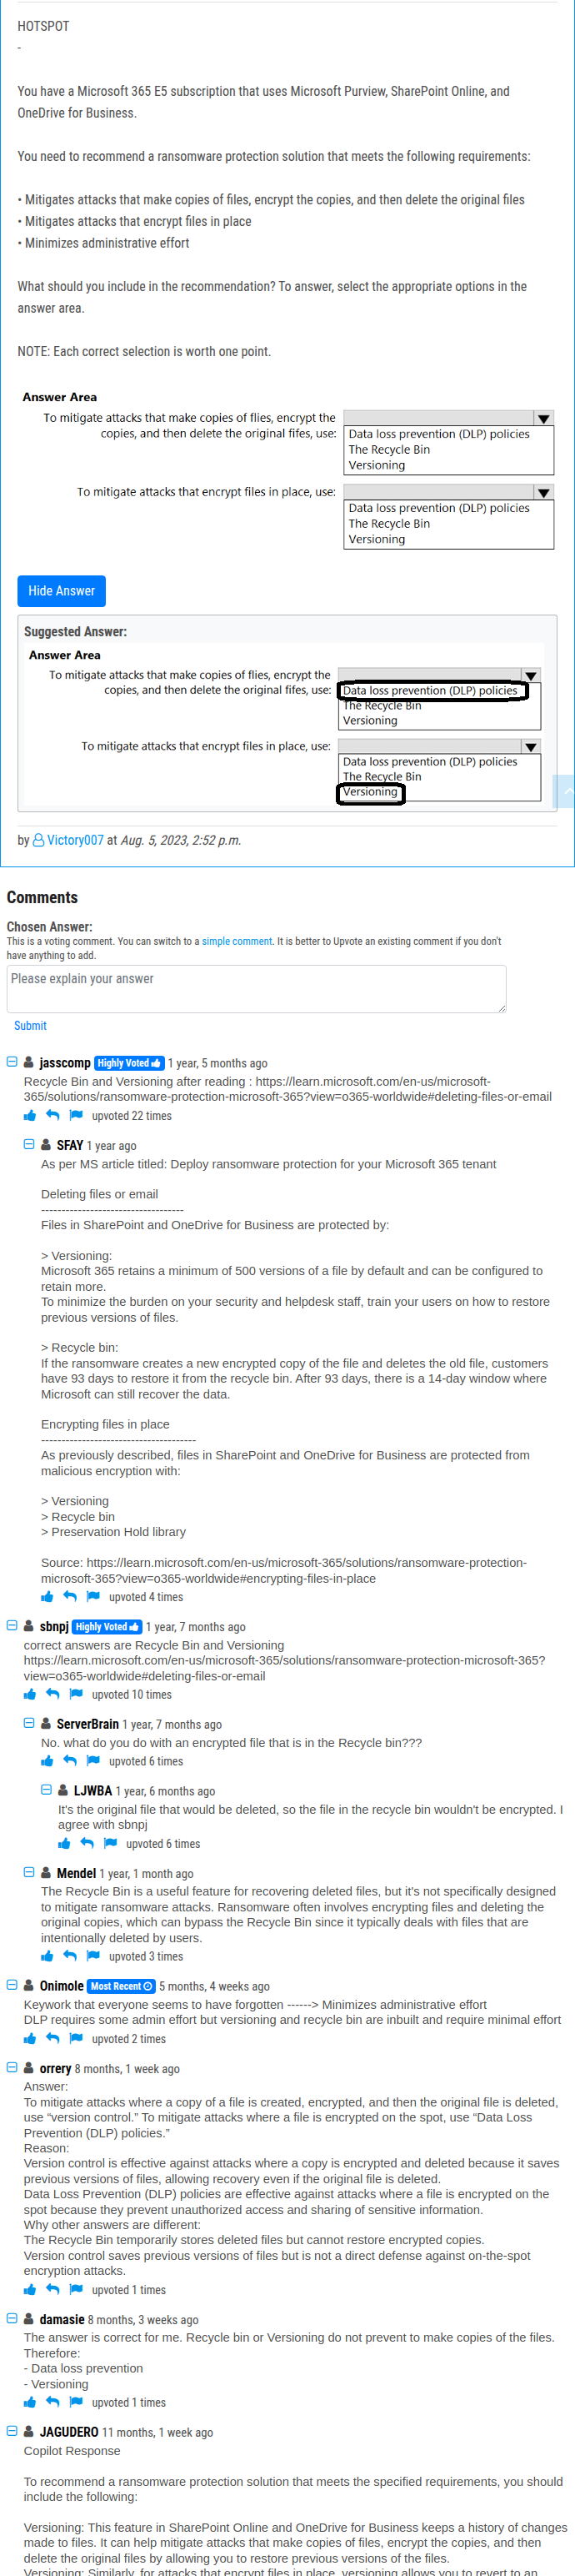 HOTSPOT
-
You have a Microsoft 365 E5 subscription that uses Microsoft Purview, SharePoint Online, and
OneDrive for Business.
You need to recommend a ransomware protection solution that meets the following requirements:
• Mitigates attacks that make copies of files, encrypt the copies, and then delete the original files
• Mitigates attacks that encrypt files in place
• Minimizes administrative effort
What should you include in the recommendation? To answer, select the appropriate options in the
answer area.
NOTE: Each correct selection is worth one point.
Answer Area
To mitigate attacks that make copies of flies, encrypt the
copies, and then delete the original fifes, use:
Data loss prevention (DLP) policies
The Recycle Bin
Versioning
To mitigate attacks that encrypt files in place, use:
Data loss prevention (DLP) policies
The Recycle Bin
Versioning
Hide Answer
Suggested Answer:
Answer Area
To mitigate attacks that make copies of flies, encrypt the
copies, and then delete the original fifes, use:
Data loss prevention (DLP) policies
The Recycle Bin
Versioning
To mitigate attacks that encrypt files in place, use:
Data loss prevention (DLP) policies
The Recycle Bin
Versioning
by Victory007 at Aug. 5, 2023, 2:52 p.m.
Comments
Chosen Answer:
This is a voting comment. You can switch to a simple comment. It is better to Upvote an existing comment if you don't
have anything to add.
Please explain your answer
Submit
jasscomp Highly Voted 1 year, 5 months ago
Recycle Bin and Versioning after reading : https://learn.microsoft.com/en-us/microsoft-
365/solutions/ransomware-protection-microsoft-365?view=o365-worldwide#deleting-files-or-email
upvoted 22 times
SFAY 1 year ago
As per MS article titled: Deploy ransomware protection for your Microsoft 365 tenant
Deleting files or email
----------------------------------
Files in SharePoint and OneDrive for Business are protected by:
> Versioning:
Microsoft 365 retains a minimum of 500 versions of a file by default and can be configured to
retain more.
To minimize the burden on your security and helpdesk staff, train your users on how to restore
previous versions of files.
> Recycle bin:
If the ransomware creates a new encrypted copy of the file and deletes the old file, customers
have 93 days to restore it from the recycle bin. After 93 days, there is a 14-day window where
Microsoft can still recover the data.
Encrypting files in place
-------------------------------------
As previously described, files in SharePoint and OneDrive for Business are protected from
malicious encryption with:
> Versioning
> Recycle bin
> Preservation Hold library
Source: https://learn.microsoft.com/en-us/microsoft-365/solutions/ransomware-protection-
microsoft-365?view=o365-worldwide#encrypting-files-in-place
upvoted 4 times
sbnpj Highly Voted 1 year, 7 months ago
correct answers are Recycle Bin and Versioning
https://learn.microsoft.com/en-us/microsoft-365/solutions/ransomware-protection-microsoft-365?
view=o365-worldwide#deleting-files-or-email
upvoted 10 times
ServerBrain 1 year, 7 months ago
No. what do you do with an encrypted file that is in the Recycle bin???
upvoted 6 times
LJWBA 1 year, 6 months ago
It's the original file that would be deleted, so the file in the recycle bin wouldn't be encrypted. I
agree with sbnpj
upvoted 6 times
Mendel 1 year, 1 month ago
The Recycle Bin is a useful feature for recovering deleted files, but it's not specifically designed
to mitigate ransomware attacks. Ransomware often involves encrypting files and deleting the
original copies, which can bypass the Recycle Bin since it typically deals with files that are
intentionally deleted by users.
upvoted 3 times
Onimole Most Recent 5 months, 4 weeks ago
Keywork that everyone seems to have forgotten ------> Minimizes administrative effort
DLP requires some admin effort but versioning and recycle bin are inbuilt and require minimal effort
upvoted 2 times
orrery 8 months, 1 week ago
Answer:
To mitigate attacks where a copy of a file is created, encrypted, and then the original file is deleted,
use “version control.” To mitigate attacks where a file is encrypted on the spot, use “Data Loss
Prevention (DLP) policies.”
Reason:
Version control is effective against attacks where a copy is encrypted and deleted because it saves
previous versions of files, allowing recovery even if the original file is deleted.
Data Loss Prevention (DLP) policies are effective against attacks where a file is encrypted on the
spot because they prevent unauthorized access and sharing of sensitive information.
Why other answers are different:
The Recycle Bin temporarily stores deleted files but cannot restore encrypted copies.
Version control saves previous versions of files but is not a direct defense against on-the-spot
encryption attacks.
upvoted 1 times
damasie 8 months, 3 weeks ago
The answer is correct for me. Recycle bin or Versioning do not prevent to make copies of the files.
Therefore:
- Data loss prevention
- Versioning
upvoted 1 times
JAGUDERO 11 months, 1 week ago
Copilot Response
To recommend a ransomware protection solution that meets the specified requirements, you should
include the following:
Versioning: This feature in SharePoint Online and OneDrive for Business keeps a history of changes
made to files. It can help mitigate attacks that make copies of files, encrypt the copies, and then
delete the original files by allowing you to restore previous versions of the files.
Versioning: Similarly, for attacks that encrypt files in place, versioning allows you to revert to an